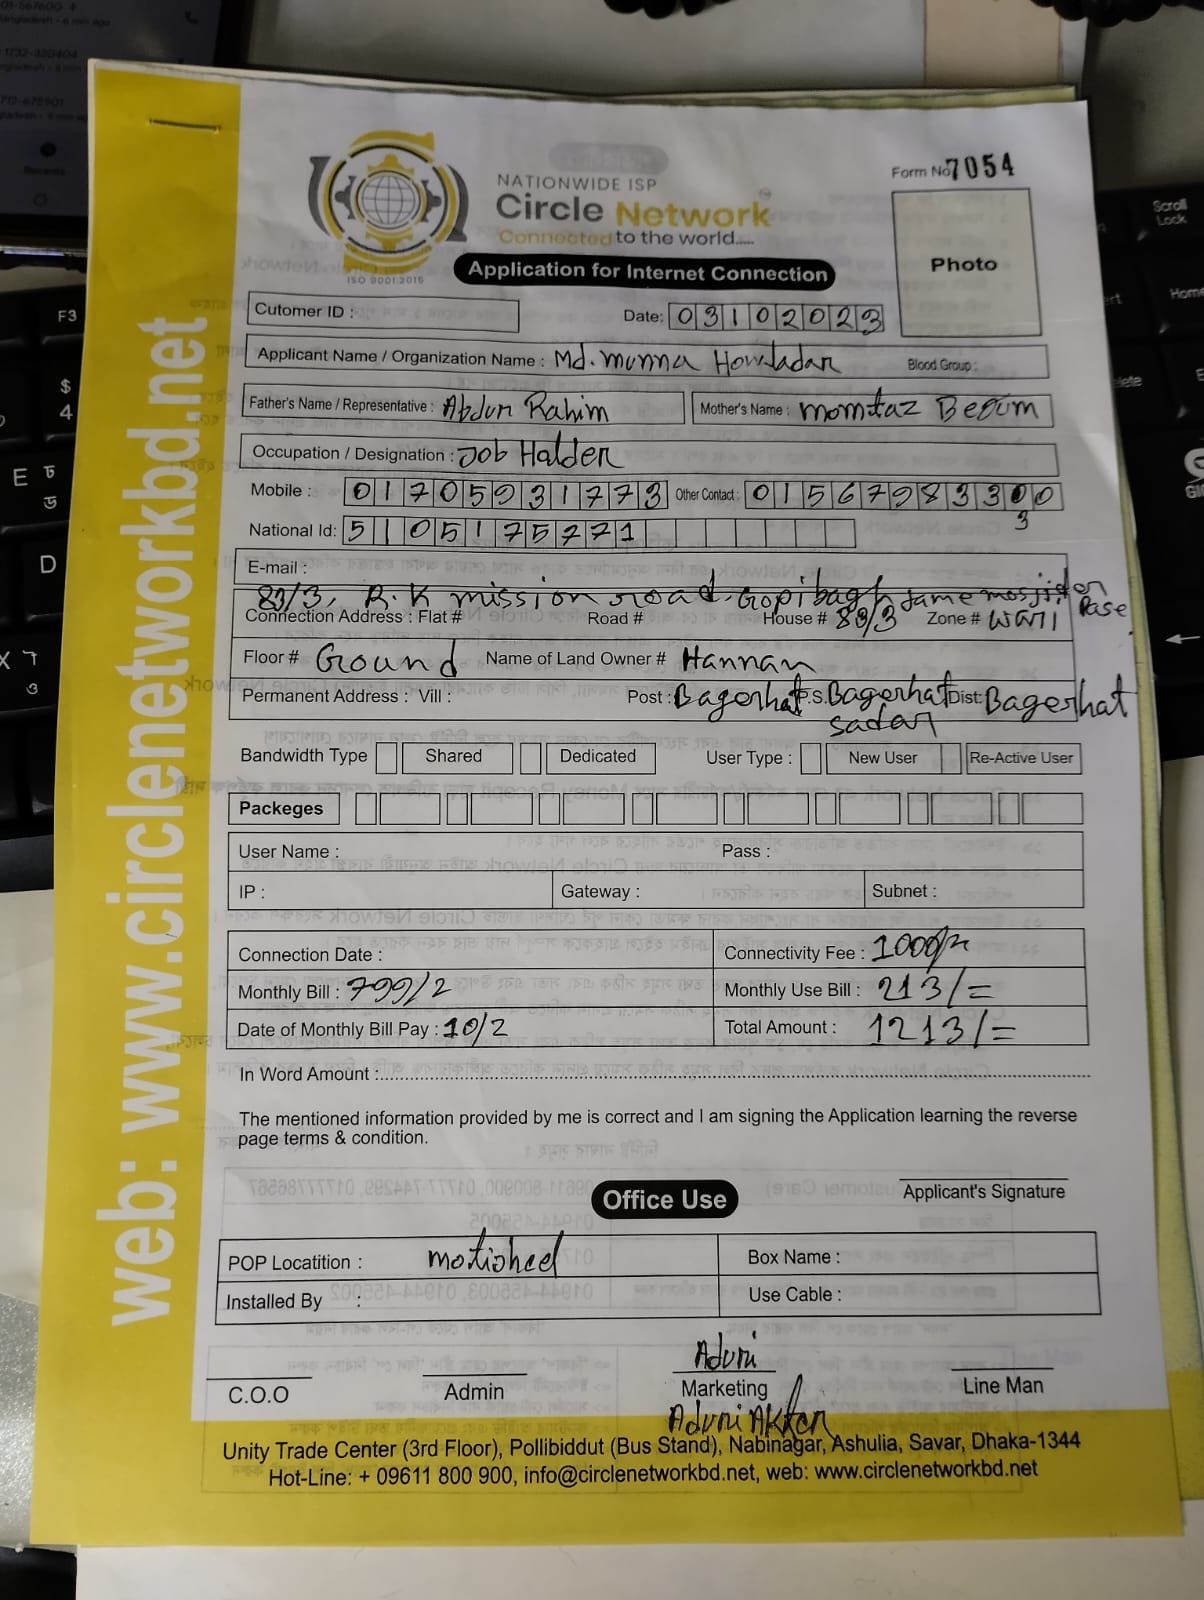 NATIONWIDE ISP
Circle Network
Connected to the world.....
ISO 9001:2015
Form No 7054
Photo
Application for Internet Connection
Cutomer ID :
Date: 03102023
Applicant Name / Organization Name : Md. munna Howladar Blood Group :
Father's Name / Representative : Abdur Rahim Mother's Name : momtaz Begum
Occupation / Designation : Job Halder
Mobile : 01705931773 Other Contact : 01567983300
3
National Id: 5105175271
E-mail :
89/3, R.K mission road. Gopibagh Jame mosjider Pase
Connection Address : Flat # Road # House # 89/3 Zone # wari
Floor # Ground Name of Land Owner # Hannan
Permanent Address : Vill : Post : Bagerhat P.S. Bagerhat sadar Dist: Bagerhat
Bandwidth Type Shared Dedicated User Type : New User Re-Active User
Packeges
User Name : Pass :
IP : Gateway : Subnet :
Connection Date : Connectivity Fee : 1000/=
Monthly Bill : 799/2 Monthly Use Bill : 213/=
Date of Monthly Bill Pay : 10/2 Total Amount : 1213/=
In Word Amount :
The mentioned information provided by me is correct and I am signing the Application learning the reverse
page terms & condition.
Applicant's Signature
Office Use
POP Locatition : motijheel Box Name :
Installed By : Use Cable :
Aduri
C.O.O Admin Marketing Line Man
Aduri Akter
Unity Trade Center (3rd Floor), Pollibiddut (Bus Stand), Nabinagar, Ashulia, Savar, Dhaka-1344
Hot-Line: + 09611 800 900, info@circlenetworkbd.net, web: www.circlenetworkbd.net
web: www.circlenetworkbd.net
F3
$
4
E
D
X
Scroll
Lock
Home